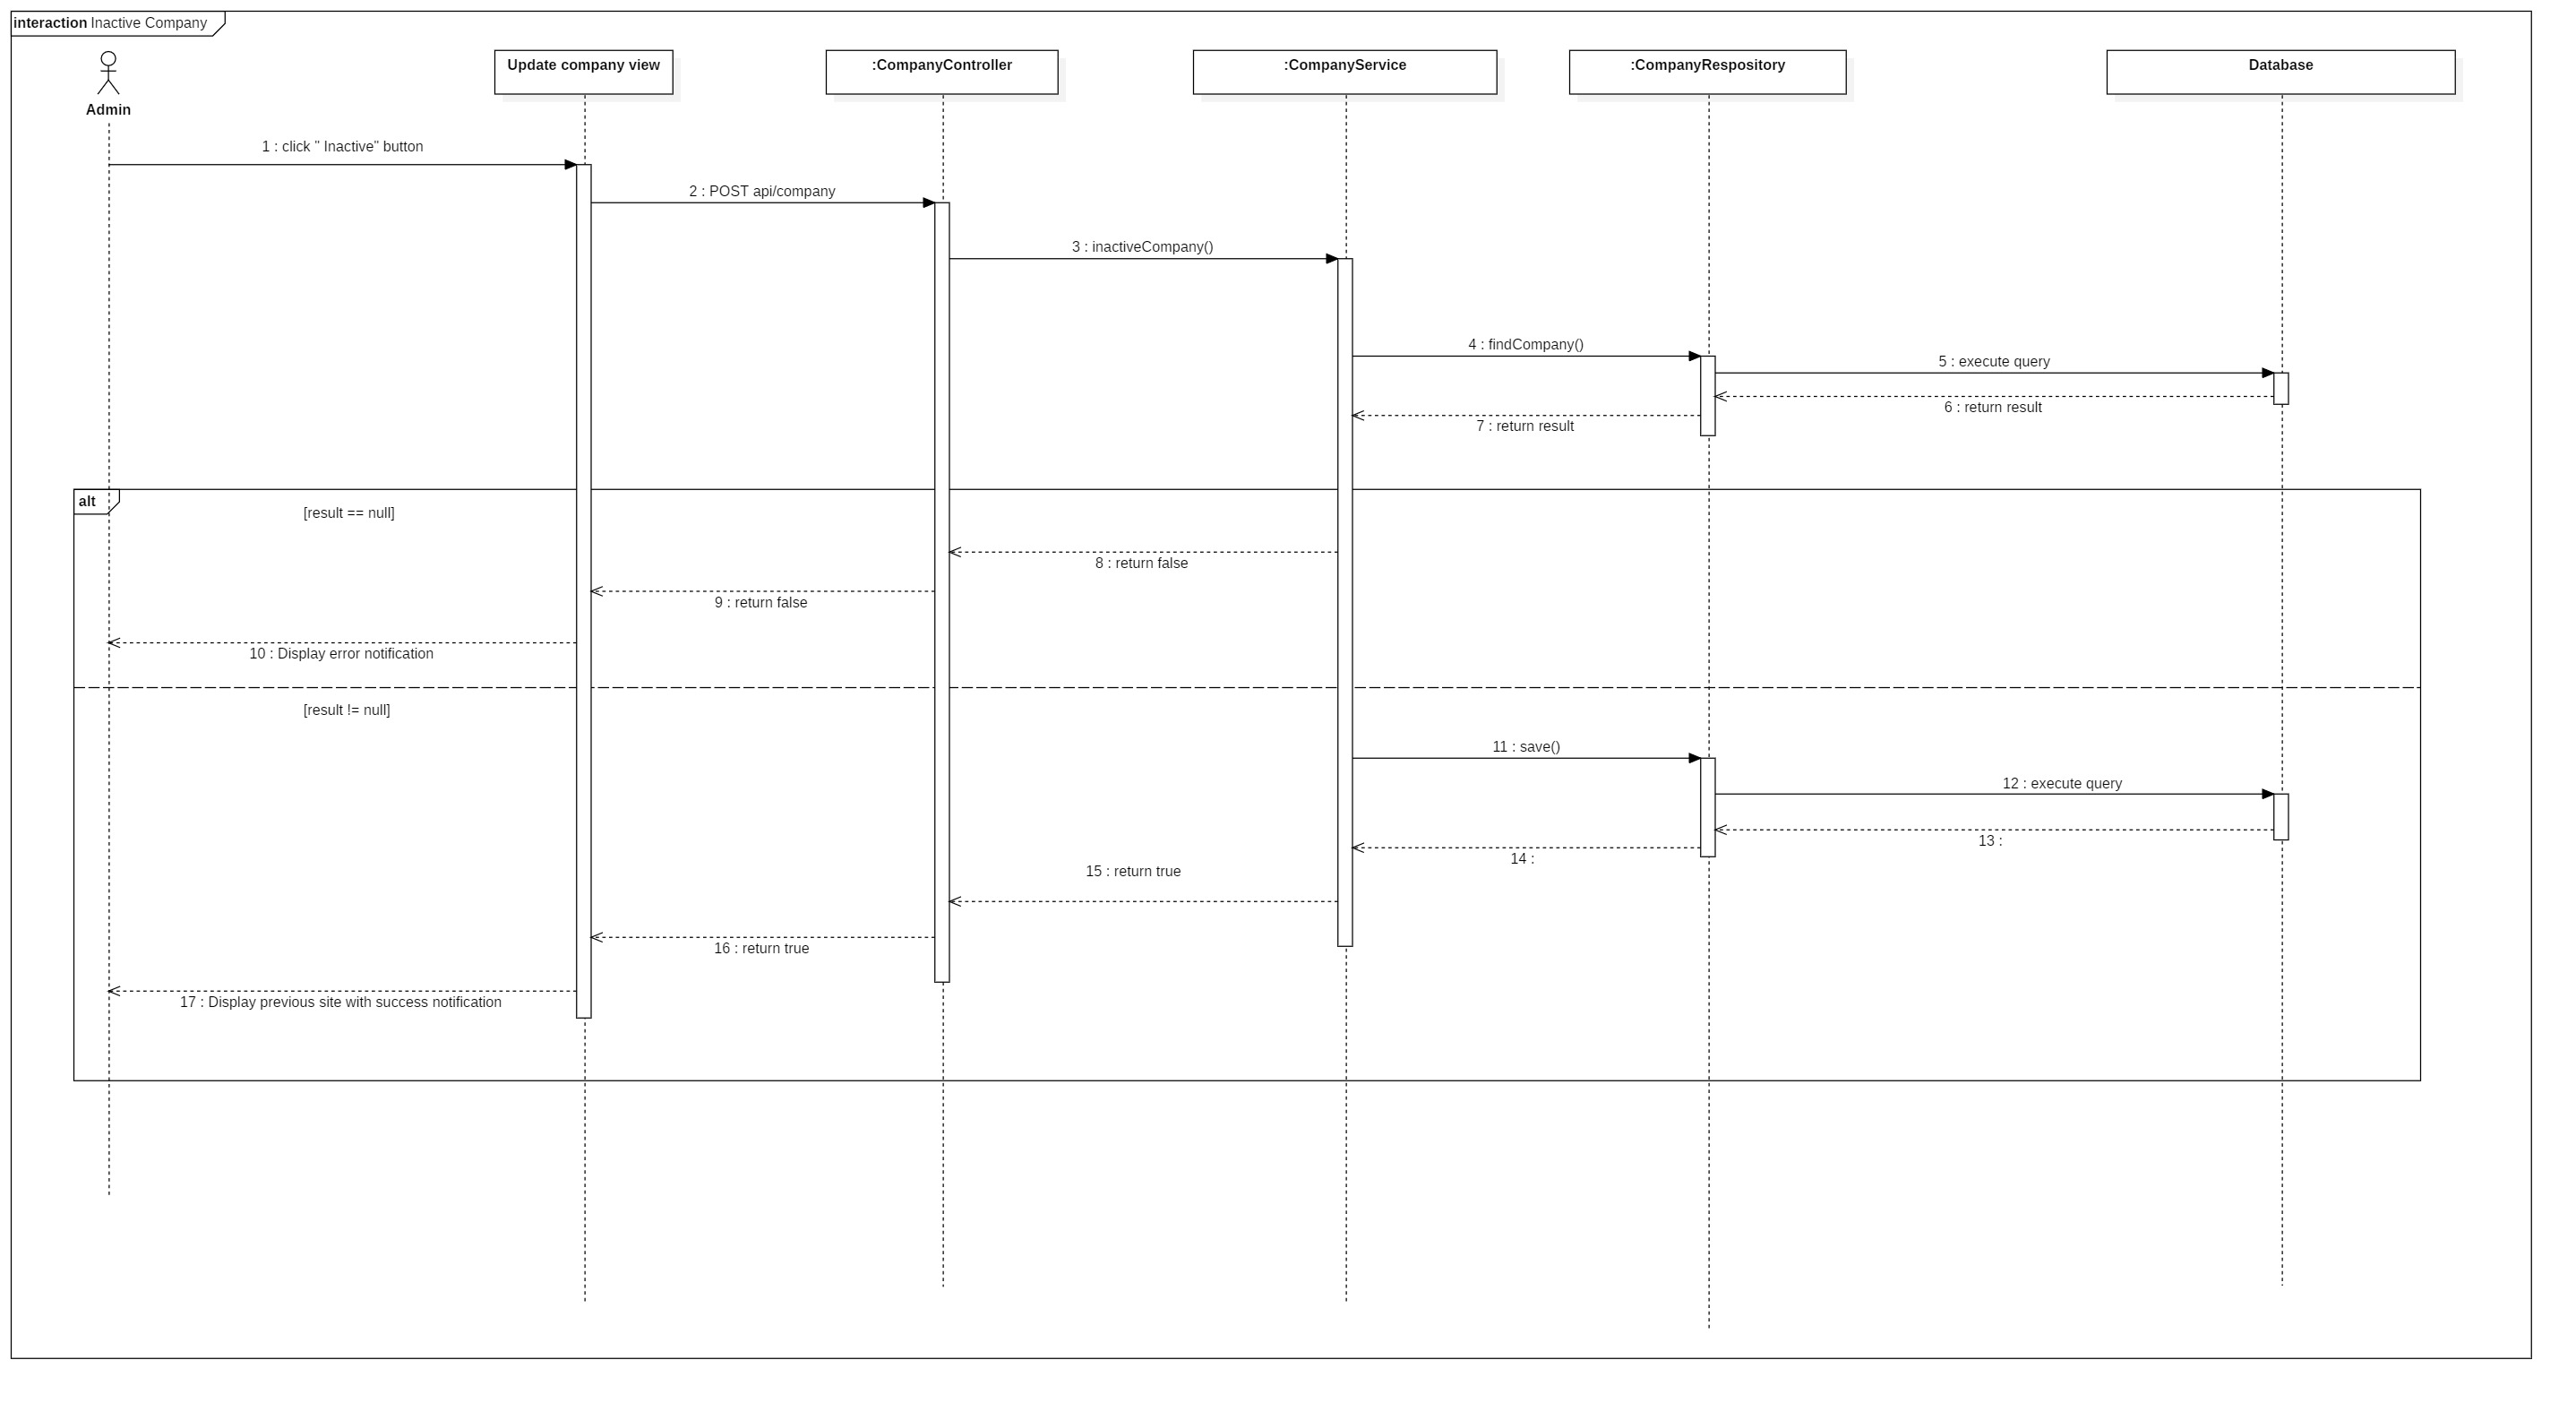 interaction Inactive Company
Admin
Update company view
:CompanyController
:CompanyService
:CompanyRespository
Database
1 : click " Inactive" button
2 : POST api/company
3 : inactiveCompany()
4 : findCompany()
5 : execute query
6 : return result
7 : return result
alt
[result == null]
8 : return false
9 : return false
10 : Display error notification
[result != null]
11 : save()
12 : execute query
13 :
14 :
15 : return true
16 : return true
17 : Display previous site with success notification